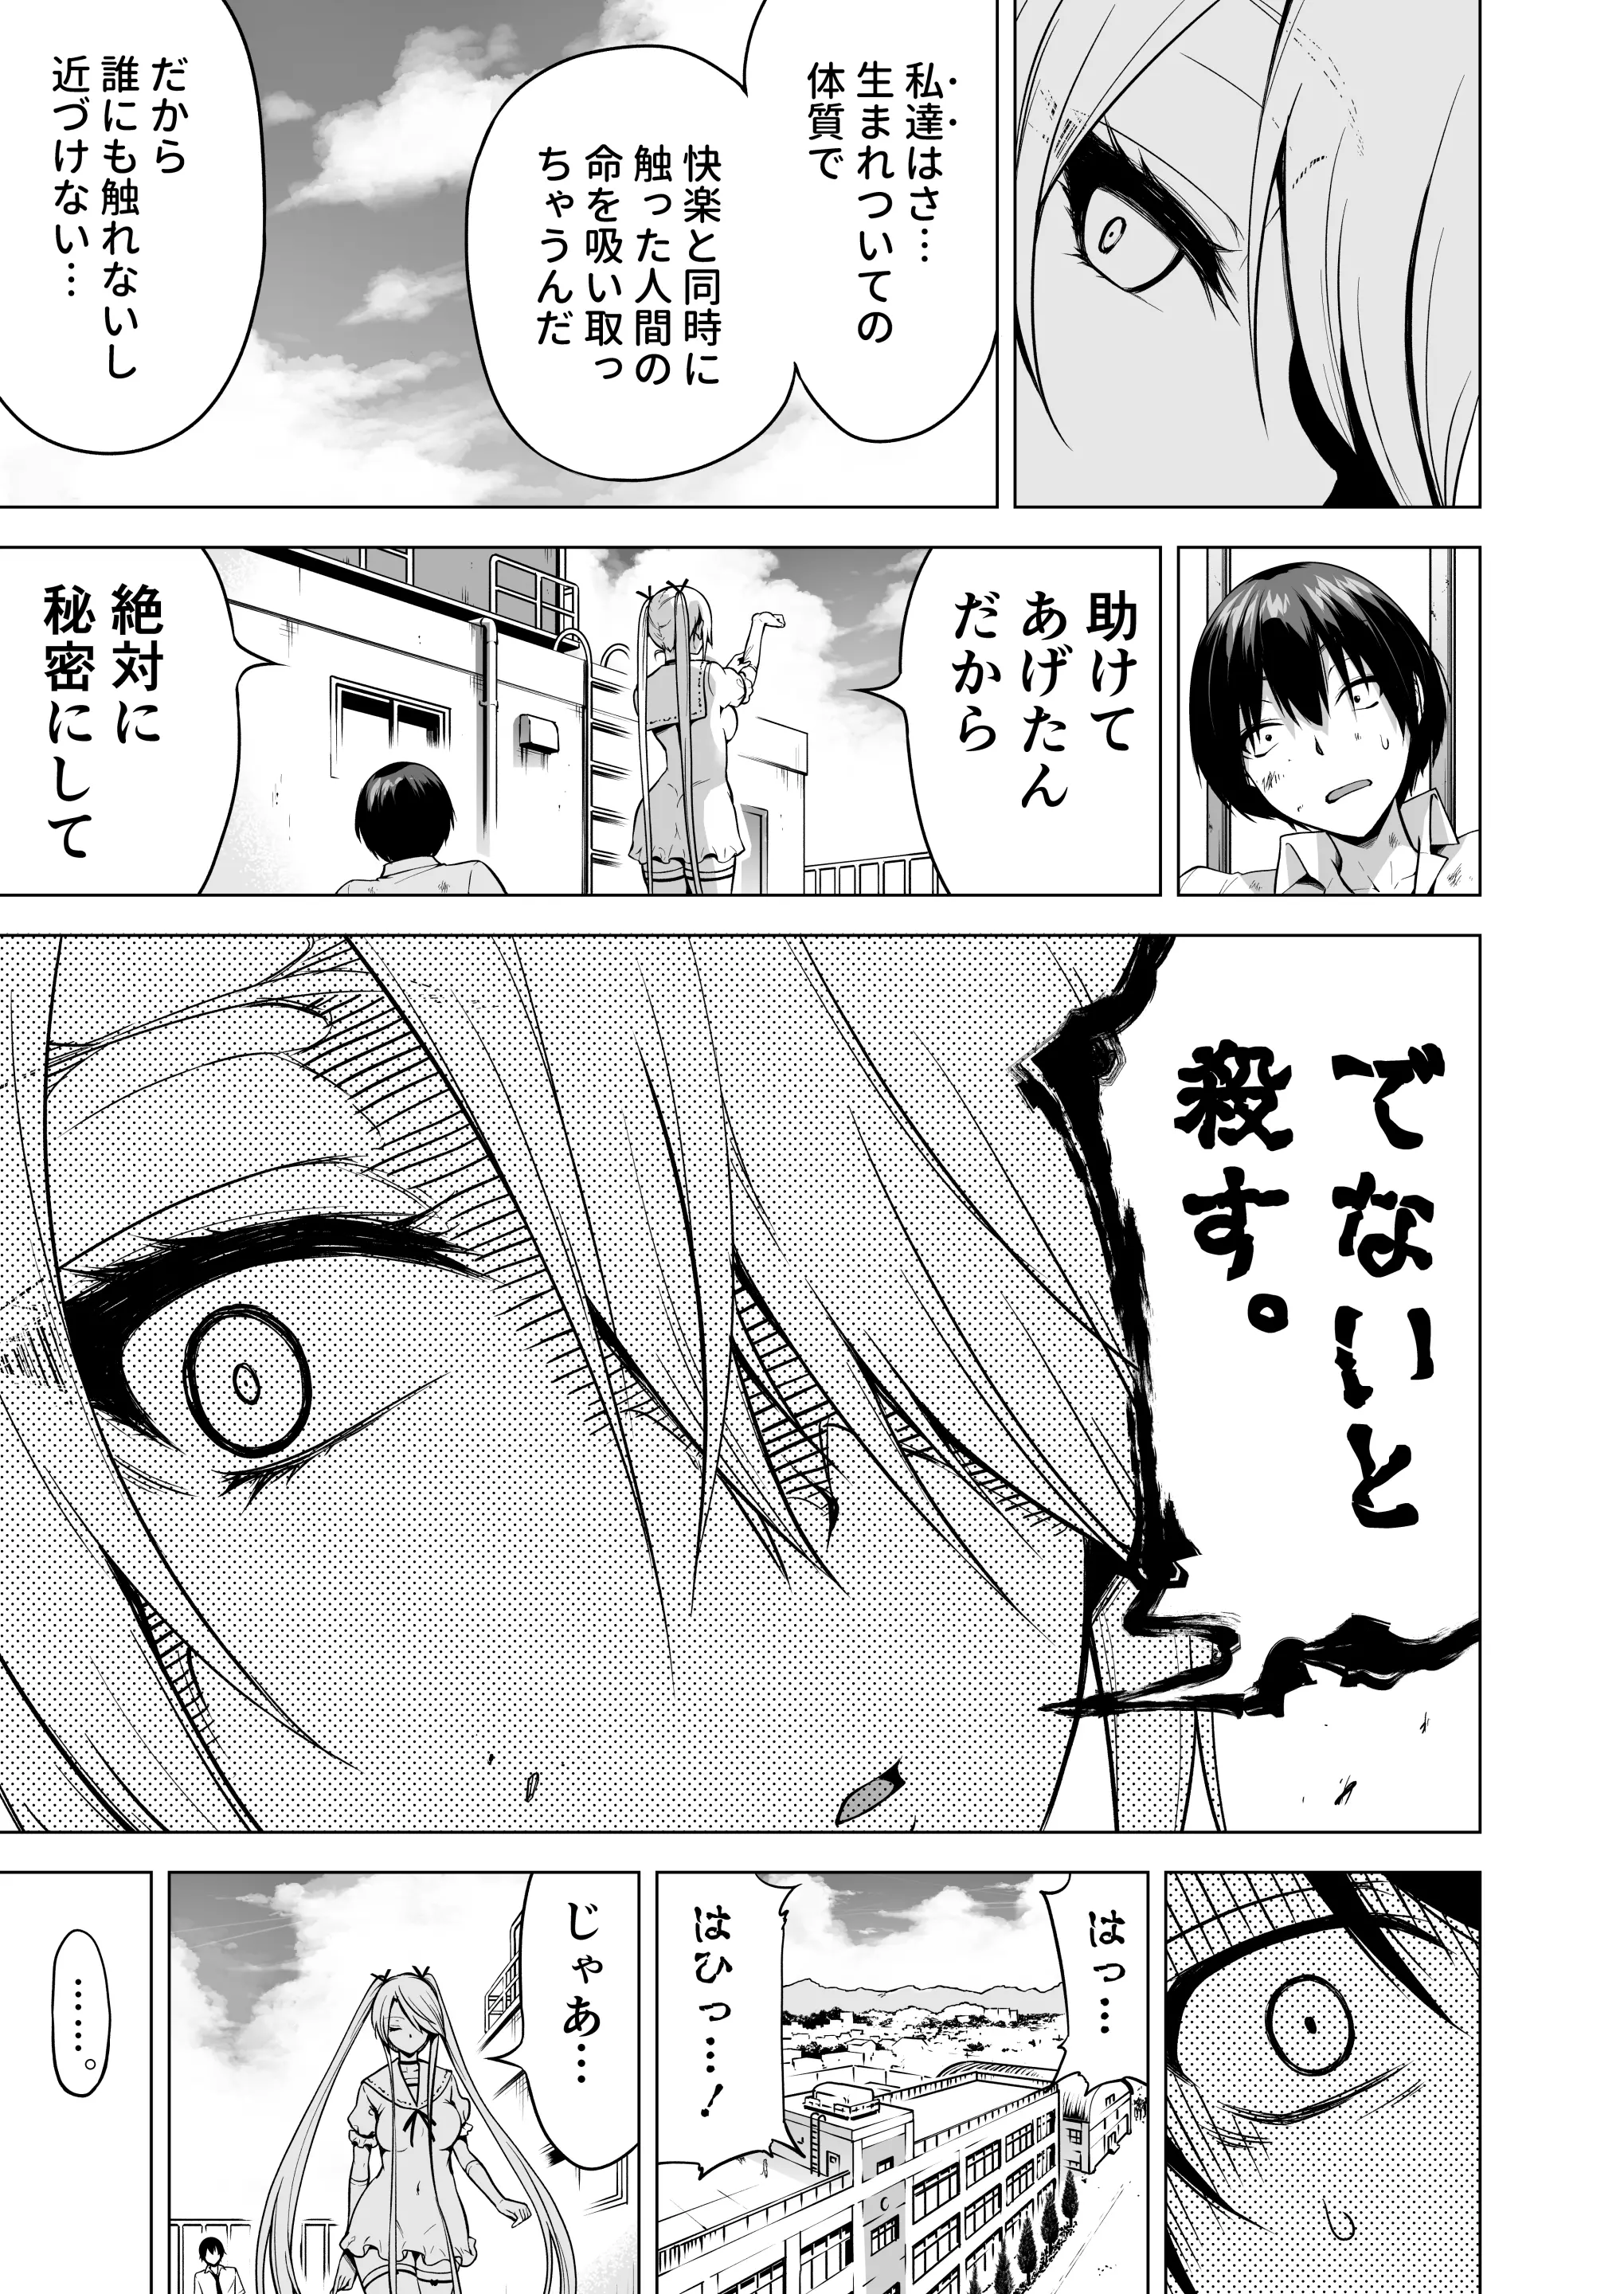 私達はさ…
生まれついての
体質で
快楽と同時に
触った人間の
命を吸い取っ
ちゃうんだ
だから
誰にも触れないし
近づけない…
助けて
あげたん
だから
絶対に
秘密にして
でないと
殺す。
はっ…
はひっ…！
じゃあ…
……。